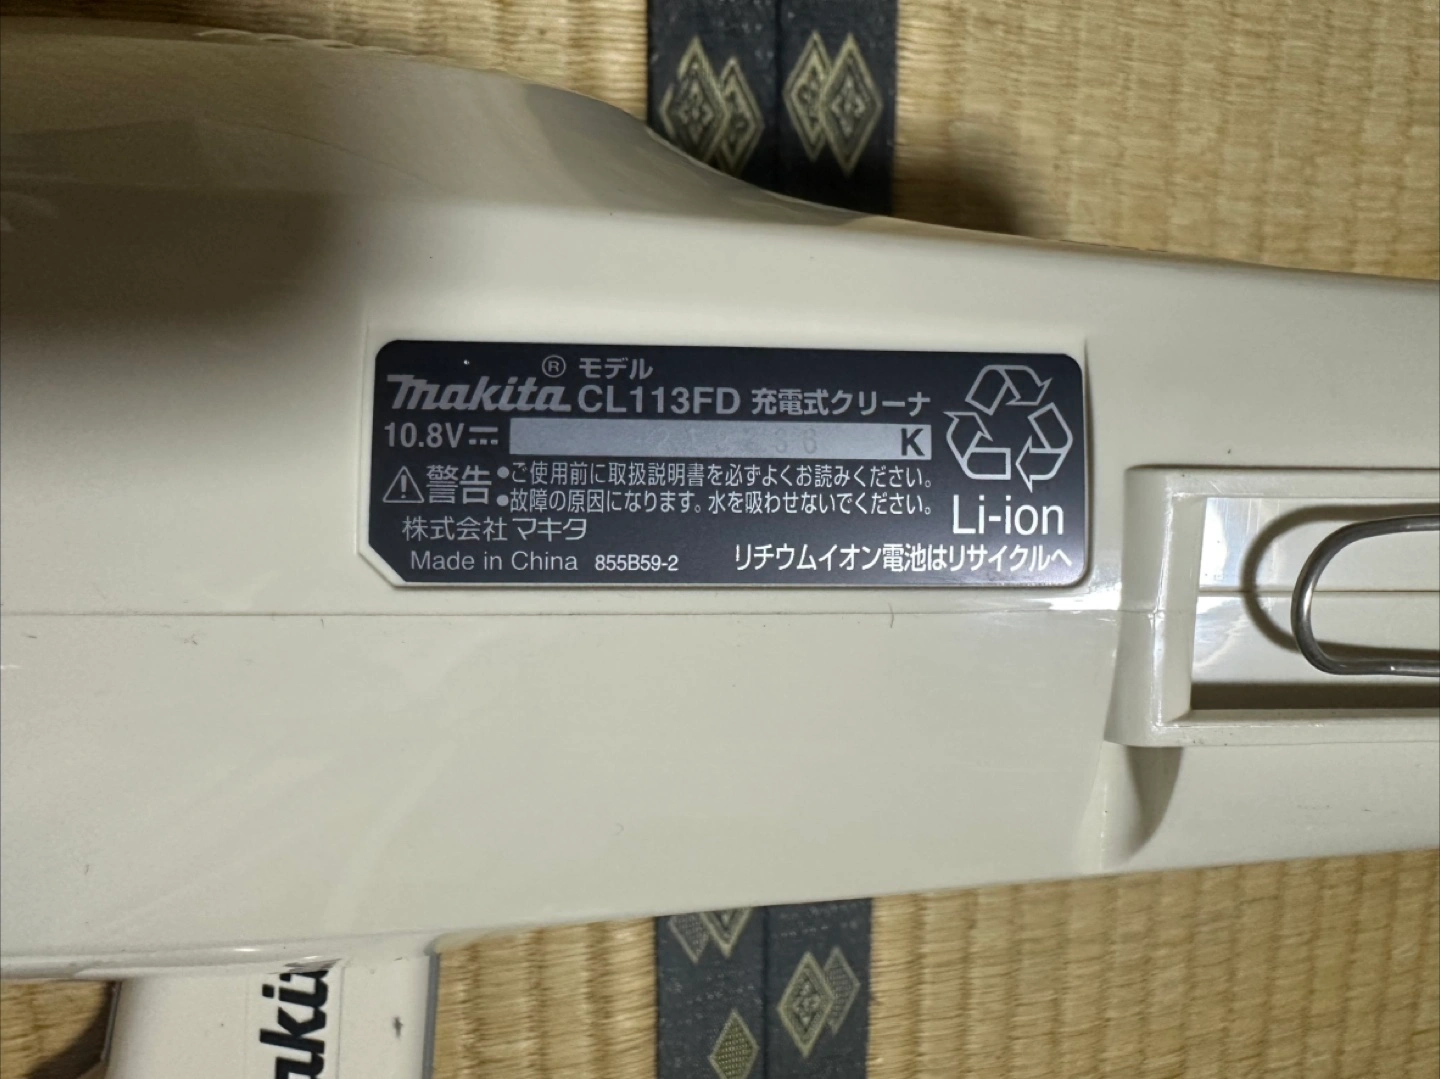 ® モデル
makita CL113FD 充電式クリーナ
10.8V K
警告 •ご使用前に取扱説明書を必ずよくお読みください。
•故障の原因になります。水を吸わせないでください。
株式会社 マキタ
Li-ion
Made in China 855B59-2 リチウムイオン電池はリサイクルへ